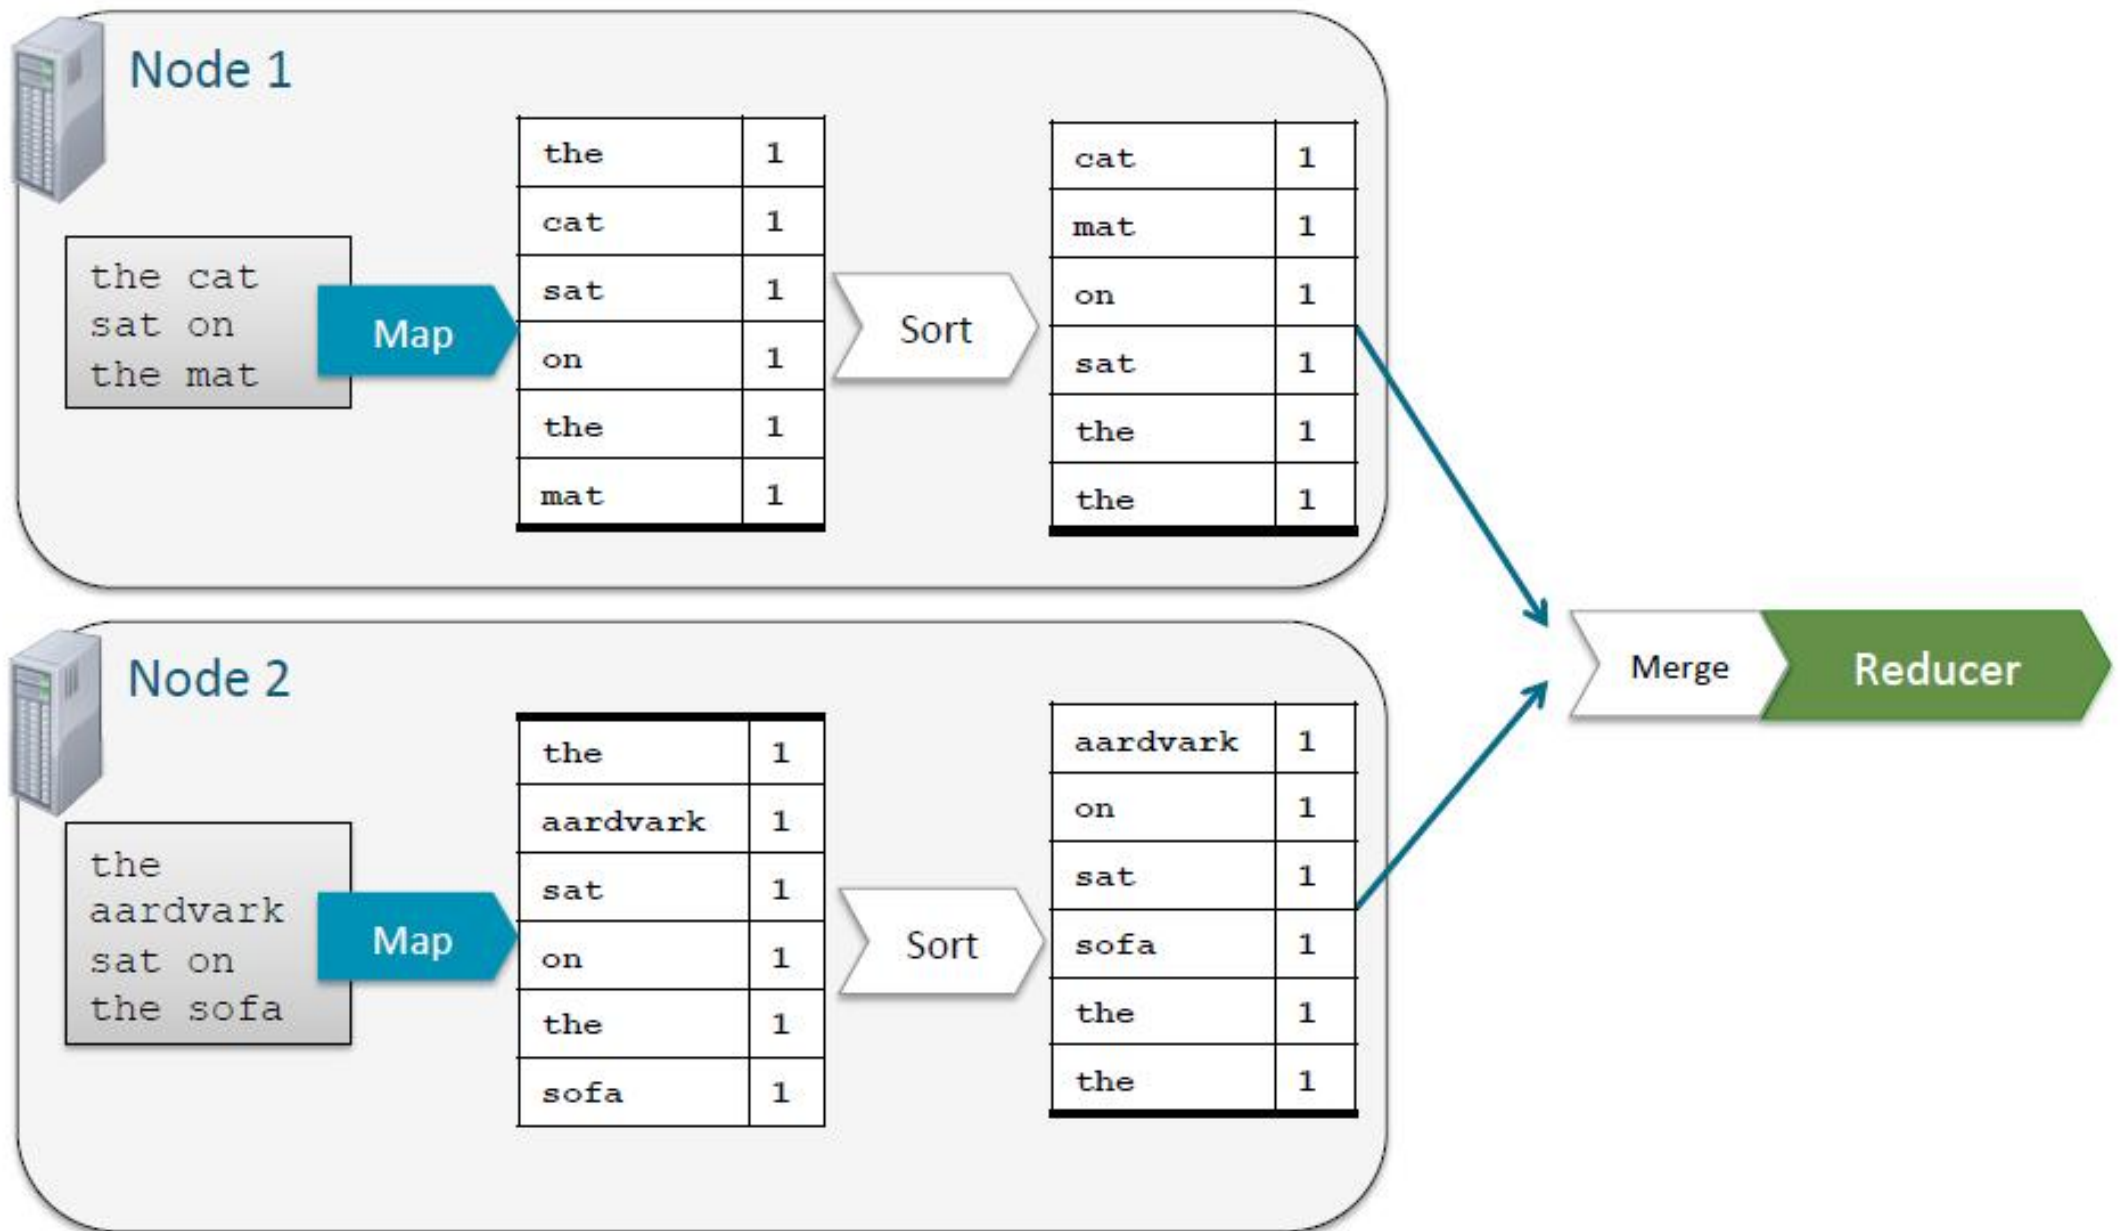 Node 1
the cat
sat on
the mat
Map
the 1
cat 1
sat 1
on 1
the 1
mat 1
Sort
cat 1
mat 1
on 1
sat 1
the 1
the 1
Node 2
the
aardvark
sat on
the sofa
Map
the 1
aardvark 1
sat 1
on 1
the 1
sofa 1
Sort
aardvark 1
on 1
sat 1
sofa 1
the 1
the 1
Merge
Reducer